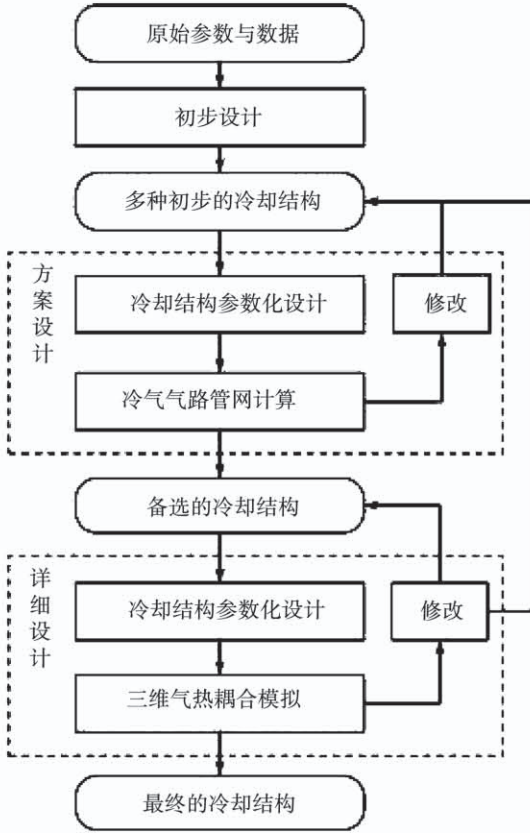 原始参数与数据
初步设计
多种初步的冷却结构
方案设计
冷却结构参数化设计
修改
冷气气路管网计算
备选的冷却结构
详细设计
冷却结构参数化设计
修改
三维气热耦合模拟
最终的冷却结构